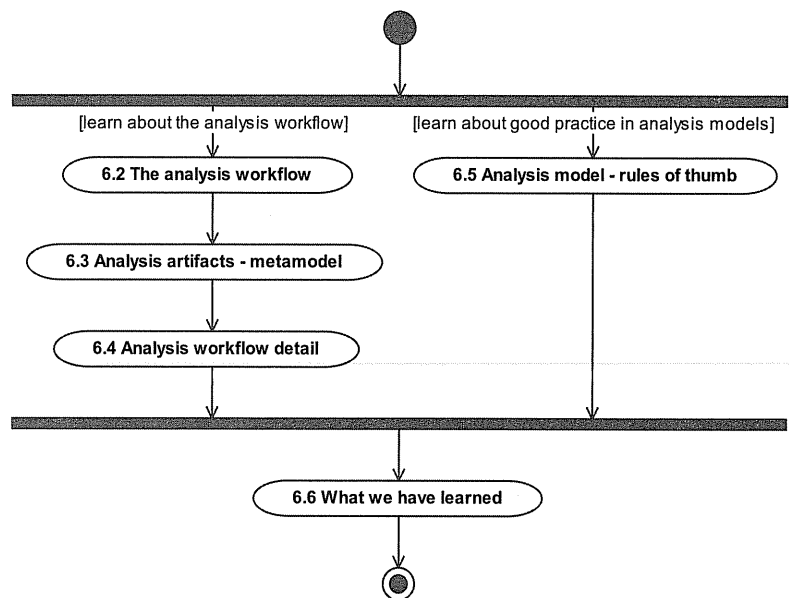 [learn about the analysis workflow]
[learn about good practice in analysis models]
6.2 The analysis workflow
6.5 Analysis model - rules of thumb
6.3 Analysis artifacts - metamodel
6.4 Analysis workflow detail
6.6 What we have learned